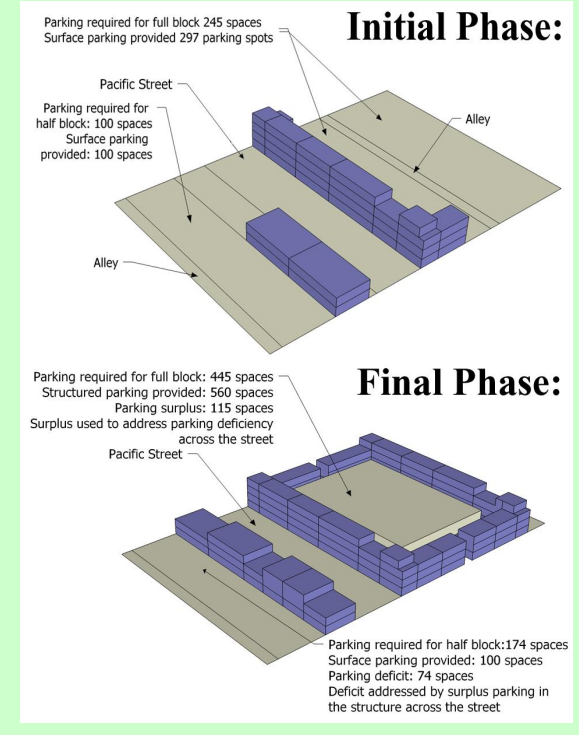 Initial Phase:
Parking required for full block 245 spaces
Surface parking provided 297 parking spots
Pacific Street
Parking required for
half block: 100 spaces
Surface parking
provided: 100 spaces
Alley
Alley
Final Phase:
Parking required for full block: 445 spaces
Structured parking provided: 560 spaces
Parking surplus: 115 spaces
Surplus used to address parking deficiency
across the street
Pacific Street
Parking required for half block:174 spaces
Surface parking provided: 100 spaces
Parking deficit: 74 spaces
Deficit addressed by surplus parking in
the structure across the street